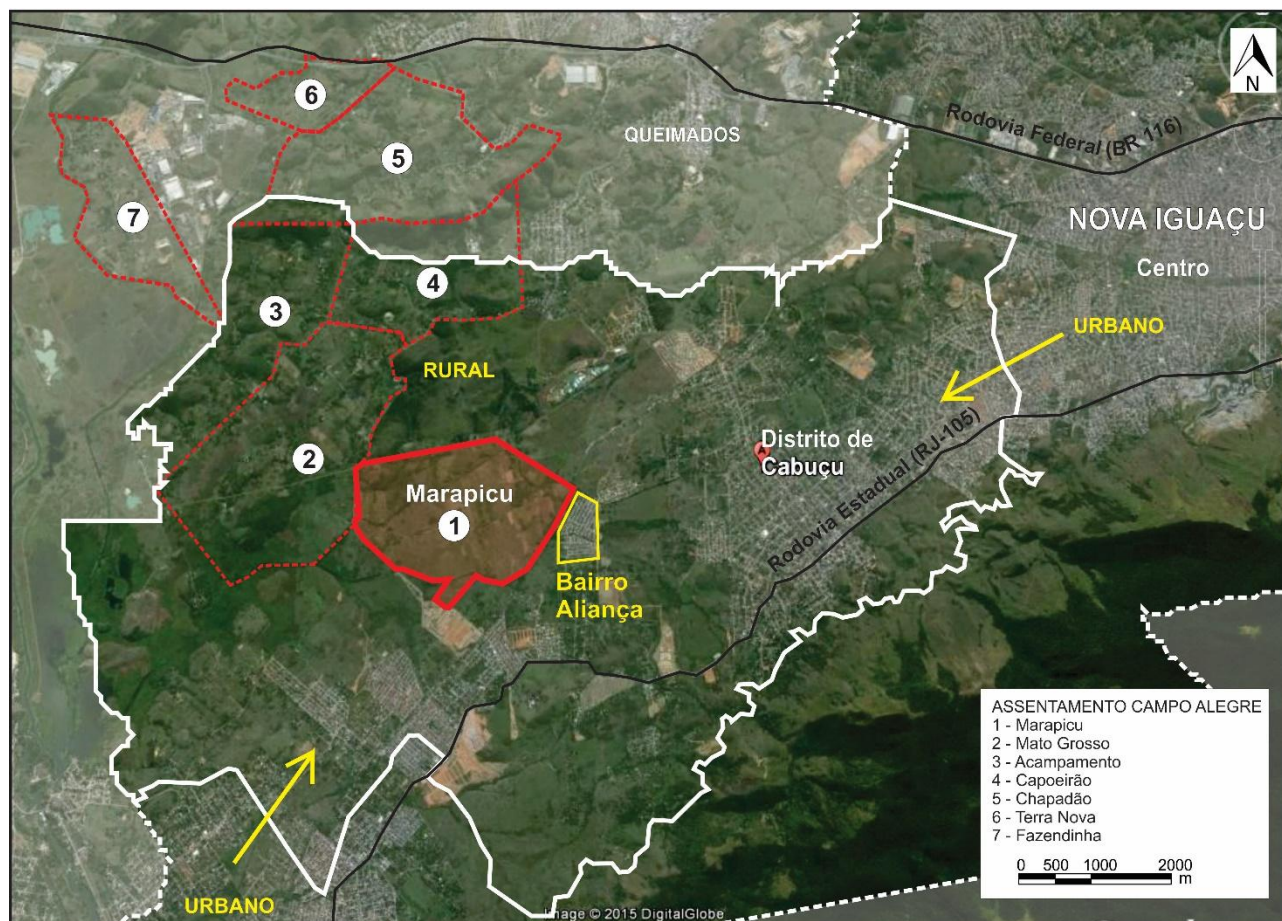 N
6
Rodovia Federal (BR 116)
QUEIMADOS
5
7
NOVA IGUAÇU
Centro
4
3
URBANO
RURAL
Distrito de
Cabuçu
2
Marapicu
1
Rodovia Estadual (RJ-105)
Bairro
Aliança
ASSENTAMENTO CAMPO ALEGRE
1 - Marapicu
2 - Mato Grosso
3 - Acampamento
4 - Capoeirão
5 - Chapadão
6 - Terra Nova
7 - Fazendinha
0 500 1000 2000
m
URBANO
Image © 2015 DigitalGlobe